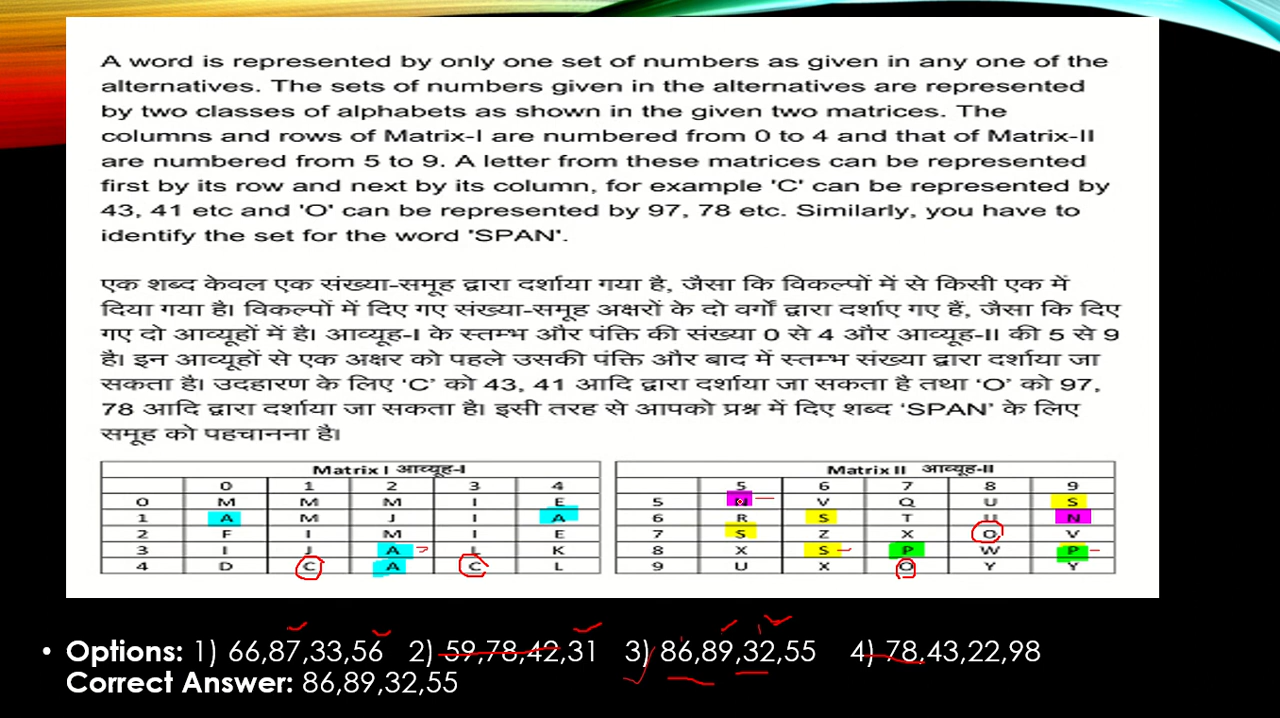 A word is represented by only one set of numbers as given in any one of the
alternatives. The sets of numbers given in the alternatives are represented
by two classes of alphabets as shown in the given two matrices. The
columns and rows of Matrix-I are numbered from 0 to 4 and that of Matrix-II
are numbered from 5 to 9. A letter from these matrices can be represented
first by its row and next by its column, for example 'C' can be represented by
43, 41 etc and 'O' can be represented by 97, 78 etc. Similarly, you have to
identify the set for the word 'SPAN'.
एक शब्द केवल एक संख्या-समूह द्वारा दर्शाया गया है, जैसा कि विकल्पों में से किसी एक में
दिया गया है। विकल्पों में दिए गए संख्या-समूह अक्षरों के दो वर्गों द्वारा दर्शाए गए हैं, जैसा कि दिए
गए दो आव्यूहों में है। आव्यूह-I के स्तम्भ और पंक्ति की संख्या 0 से 4 और आव्यूह-II की 5 से 9
है। इन आव्यूहों से एक अक्षर को पहले उसकी पंक्ति और बाद में स्तम्भ संख्या द्वारा दर्शाया जा
सकता है। उदहारण के लिए 'C' को 43, 41 आदि द्वारा दर्शाया जा सकता है तथा 'O' को 97,
78 आदि द्वारा दर्शाया जा सकता है। इसी तरह से आपको प्रश्न में दिए शब्द 'SPAN' के लिए
समूह को पहचानना है।
Matrix I आव्यूह-I
0 1 2 3 4
0 M M M I E
1 A M J I A
2 F I M I E
3 I J A L K
4 D C A C L
Matrix II आव्यूह-II
5 6 7 8 9
5 N V Q U S
6 R S T U N
7 S Z X O V
8 X S P W P
9 U X O Y Y
• Options: 1) 66,87,33,56 2) 59,78,42,31 3) 86,89,32,55 4) 78,43,22,98
Correct Answer: 86,89,32,55